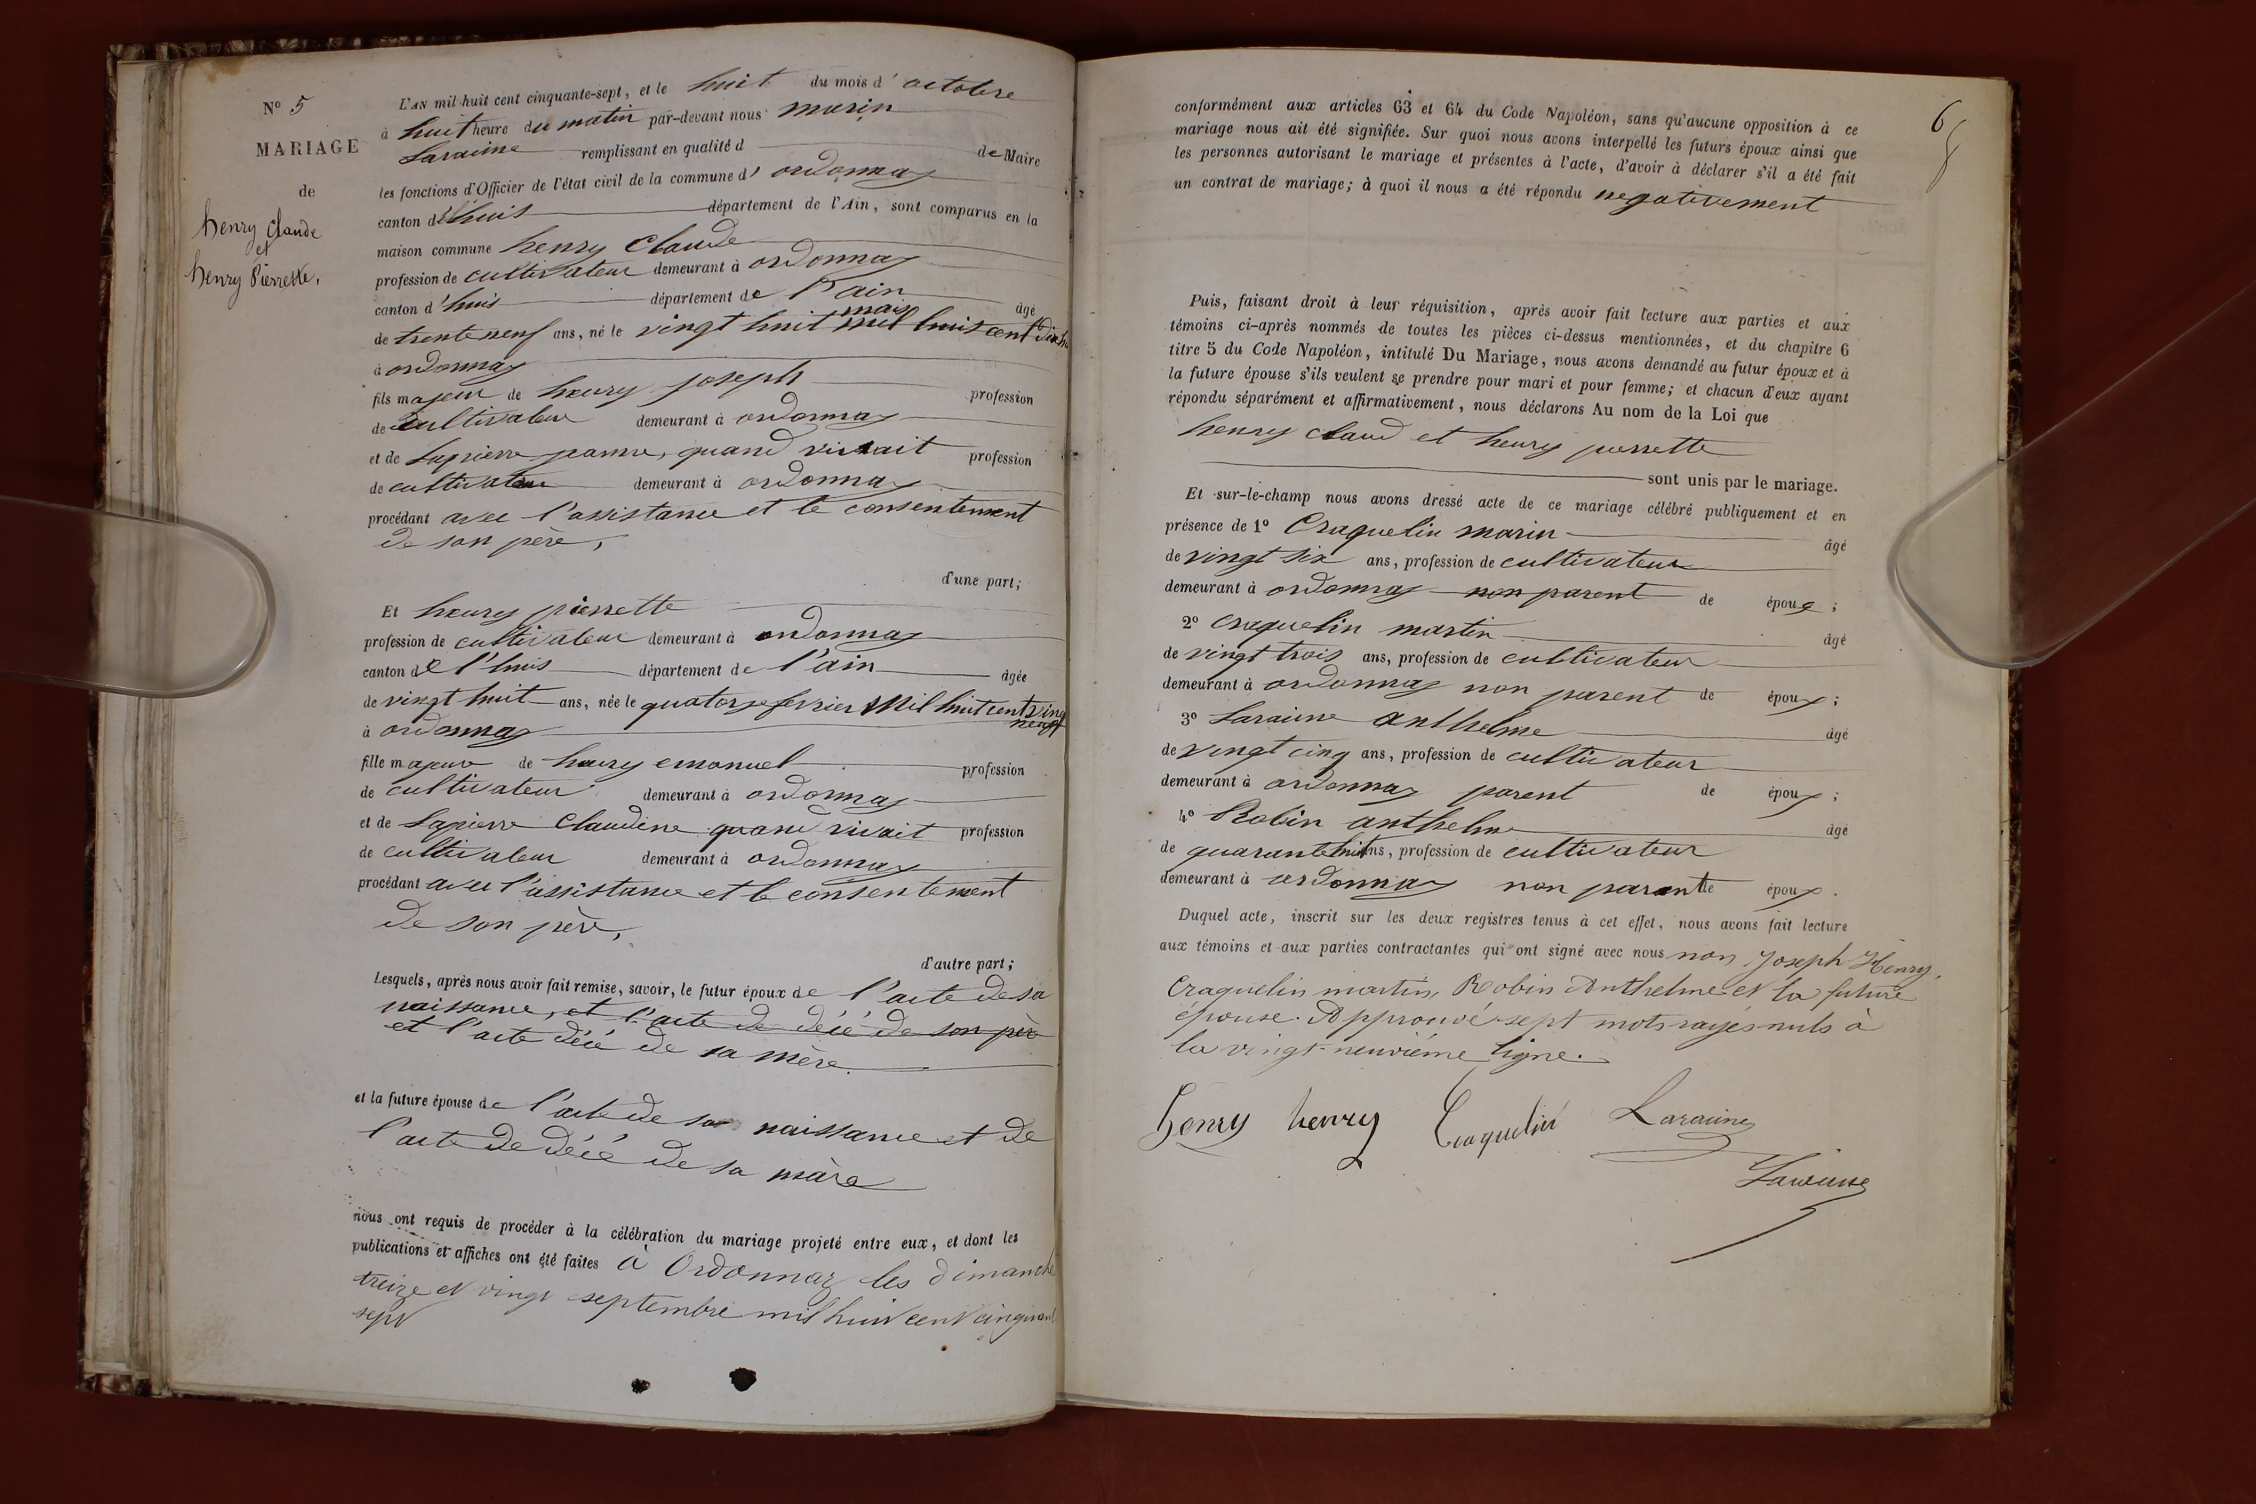 N° 5
MARIAGE
de
henry Claude
et
henry Pierrette,
L'AN mil huit cent cinquante-sept, et le huit du mois d'octobre
à huit heure du matin par-devant nous marin
Laraime remplissant en qualité d de Maire
les fonctions d'Officier de l'état civil de la commune d'ordonnaz
canton de l'huis département de l'Ain, sont comparus en la
maison commune henry Claude
profession de cultivateur demeurant à ordonnaz
canton d'huis département de l'ain âgé
de trente neuf ans, né le vingt huit mars mil huit cent dix hu
à ordonnaz
fils majeur de henry joseph profession
de cultivateur demeurant à ordonnaz
et de Lapierre quand vivait profession
de cultivateur demeurant à ordonnaz
procédant avec l'assistance et le consentement
de son père,
d'une part;
Et henry pierrette
profession de cultivateur demeurant à ordonnaz
canton de l'huis département de l'ain âgée
de vingt huit ans, née le quatorze fevrier Mil huit cent ving
neuf
à ordonnaz
fille majeure de henry emonuel profession
de cultivateur demeurant à ordonnaz
et de Lapierre Claudine quand vivait profession
de cultivateur demeurant à ordonnaz
procédant avec l'assistance et le consentement
de son père,
d'autre part;
Lesquels, après nous avoir fait remise, savoir, le futur époux de l'acte de sa
naissance, et l'acte de décé de son père
et l'acte décé de sa mère.
et la future épouse de l'acte de sa naissance et de
l'acte de décé de sa mère
nous ont requis de procéder à la célébration du mariage projeté entre eux, et dont les
publications et affiches ont été faites à Ordonnaz les dimanche
treize et vingt septembre mil huit cent cinquant
sept
6
conformément aux articles 63 et 64 du Code Napoléon, sans qu'aucune opposition à ce
mariage nous ait été signifiée. Sur quoi nous avons interpellé les futurs époux ainsi que
les personnes autorisant le mariage et présentes à l'acte, d'avoir à déclarer s'il a été fait
un contrat de mariage; à quoi il nous a été répondu negativement
Puis, faisant droit à leur réquisition, après avoir fait lecture aux parties et aux
témoins ci-après nommés de toutes les pièces ci-dessus mentionnées, et du chapitre 6
titre 5 du Code Napoléon, intitulé Du Mariage, nous avons demandé au futur époux et à
la future épouse s'ils veulent se prendre pour mari et pour femme; et chacun d'eux ayant
répondu séparément et affirmativement, nous déclarons Au nom de la Loi que
henry claud et henry pierrette
sont unis par le mariage.
Et sur-le-champ nous avons dressé acte de ce mariage célébré publiquement et en
présence de 1° Craquelin marin âgé
de vingt six ans, profession de cultivateur
demeurant à ordonnaz non parent de époux;
2° Craquelin martin âgé
de vingt trois ans, profession de cultivateur
demeurant à ordonnaz non parent de époux;
3° Laraime anthelme âgé
de vingt cinq ans, profession de cultivateur
demeurant à ordonnaz parent de époux;
4° Robin anthelme âgé
de quarante huit ans, profession de cultivateur
demeurant à ordonnaz non parent de époux.
Duquel acte, inscrit sur les deux registres tenus à cet effet, nous avons fait lecture
aux témoins et aux parties contractantes qui ont signé avec nous non Joseph Henry,
Craquelin martin, Robin Anthelme et la future
épouse. Approuvé sept mots rayés nuls à
la vingt-neuvième ligne.
henry henry Craquelin Laraime
Laraime